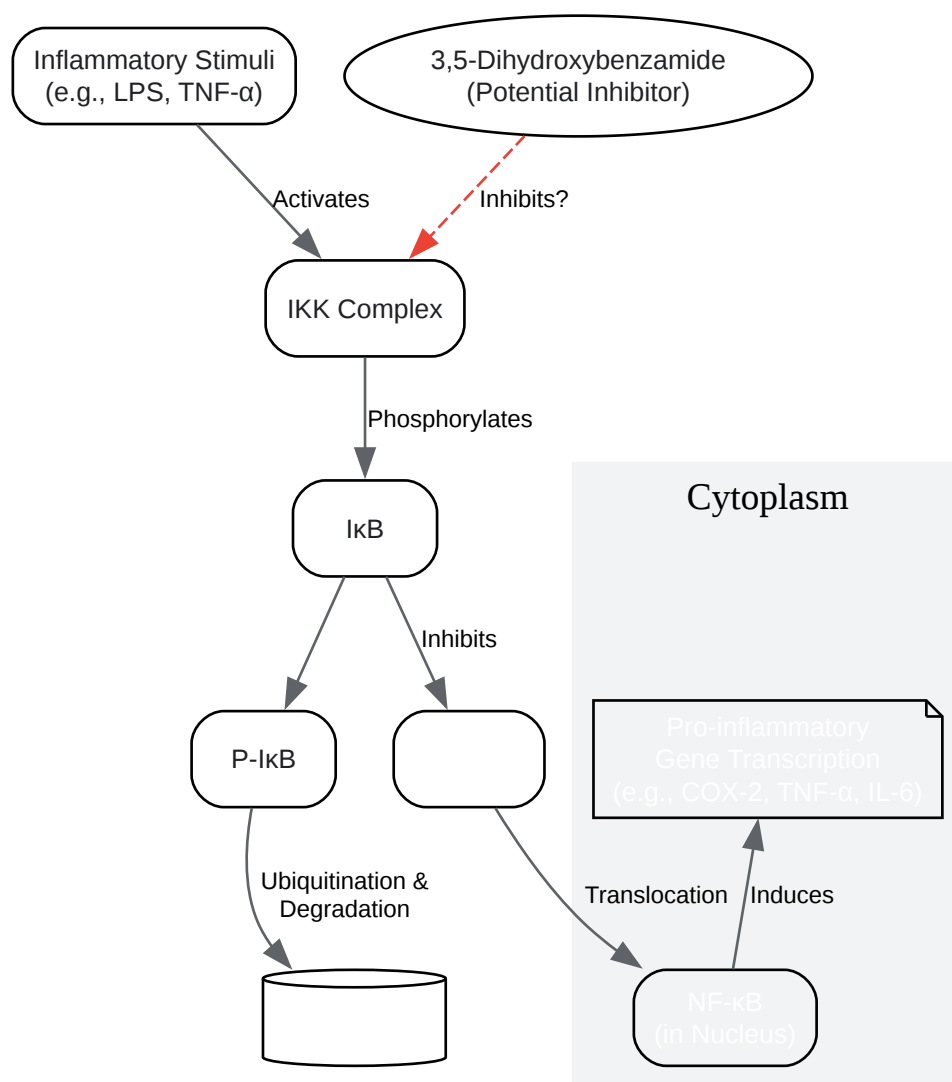 Inflammatory Stimuli
(e.g., LPS, TNF-α)
3,5-Dihydroxybenzamide
(Potential Inhibitor)
Activates
Inhibits?
IKK Complex
Phosphorylates
Cytoplasm
IκB
Inhibits
P-IκB
Pro-inflammatory
Gene Transcription
(e.g., COX-2, TNF-α, IL-6)
Ubiquitination &
Degradation
Translocation
Induces
NF-κB
(in Nucleus)